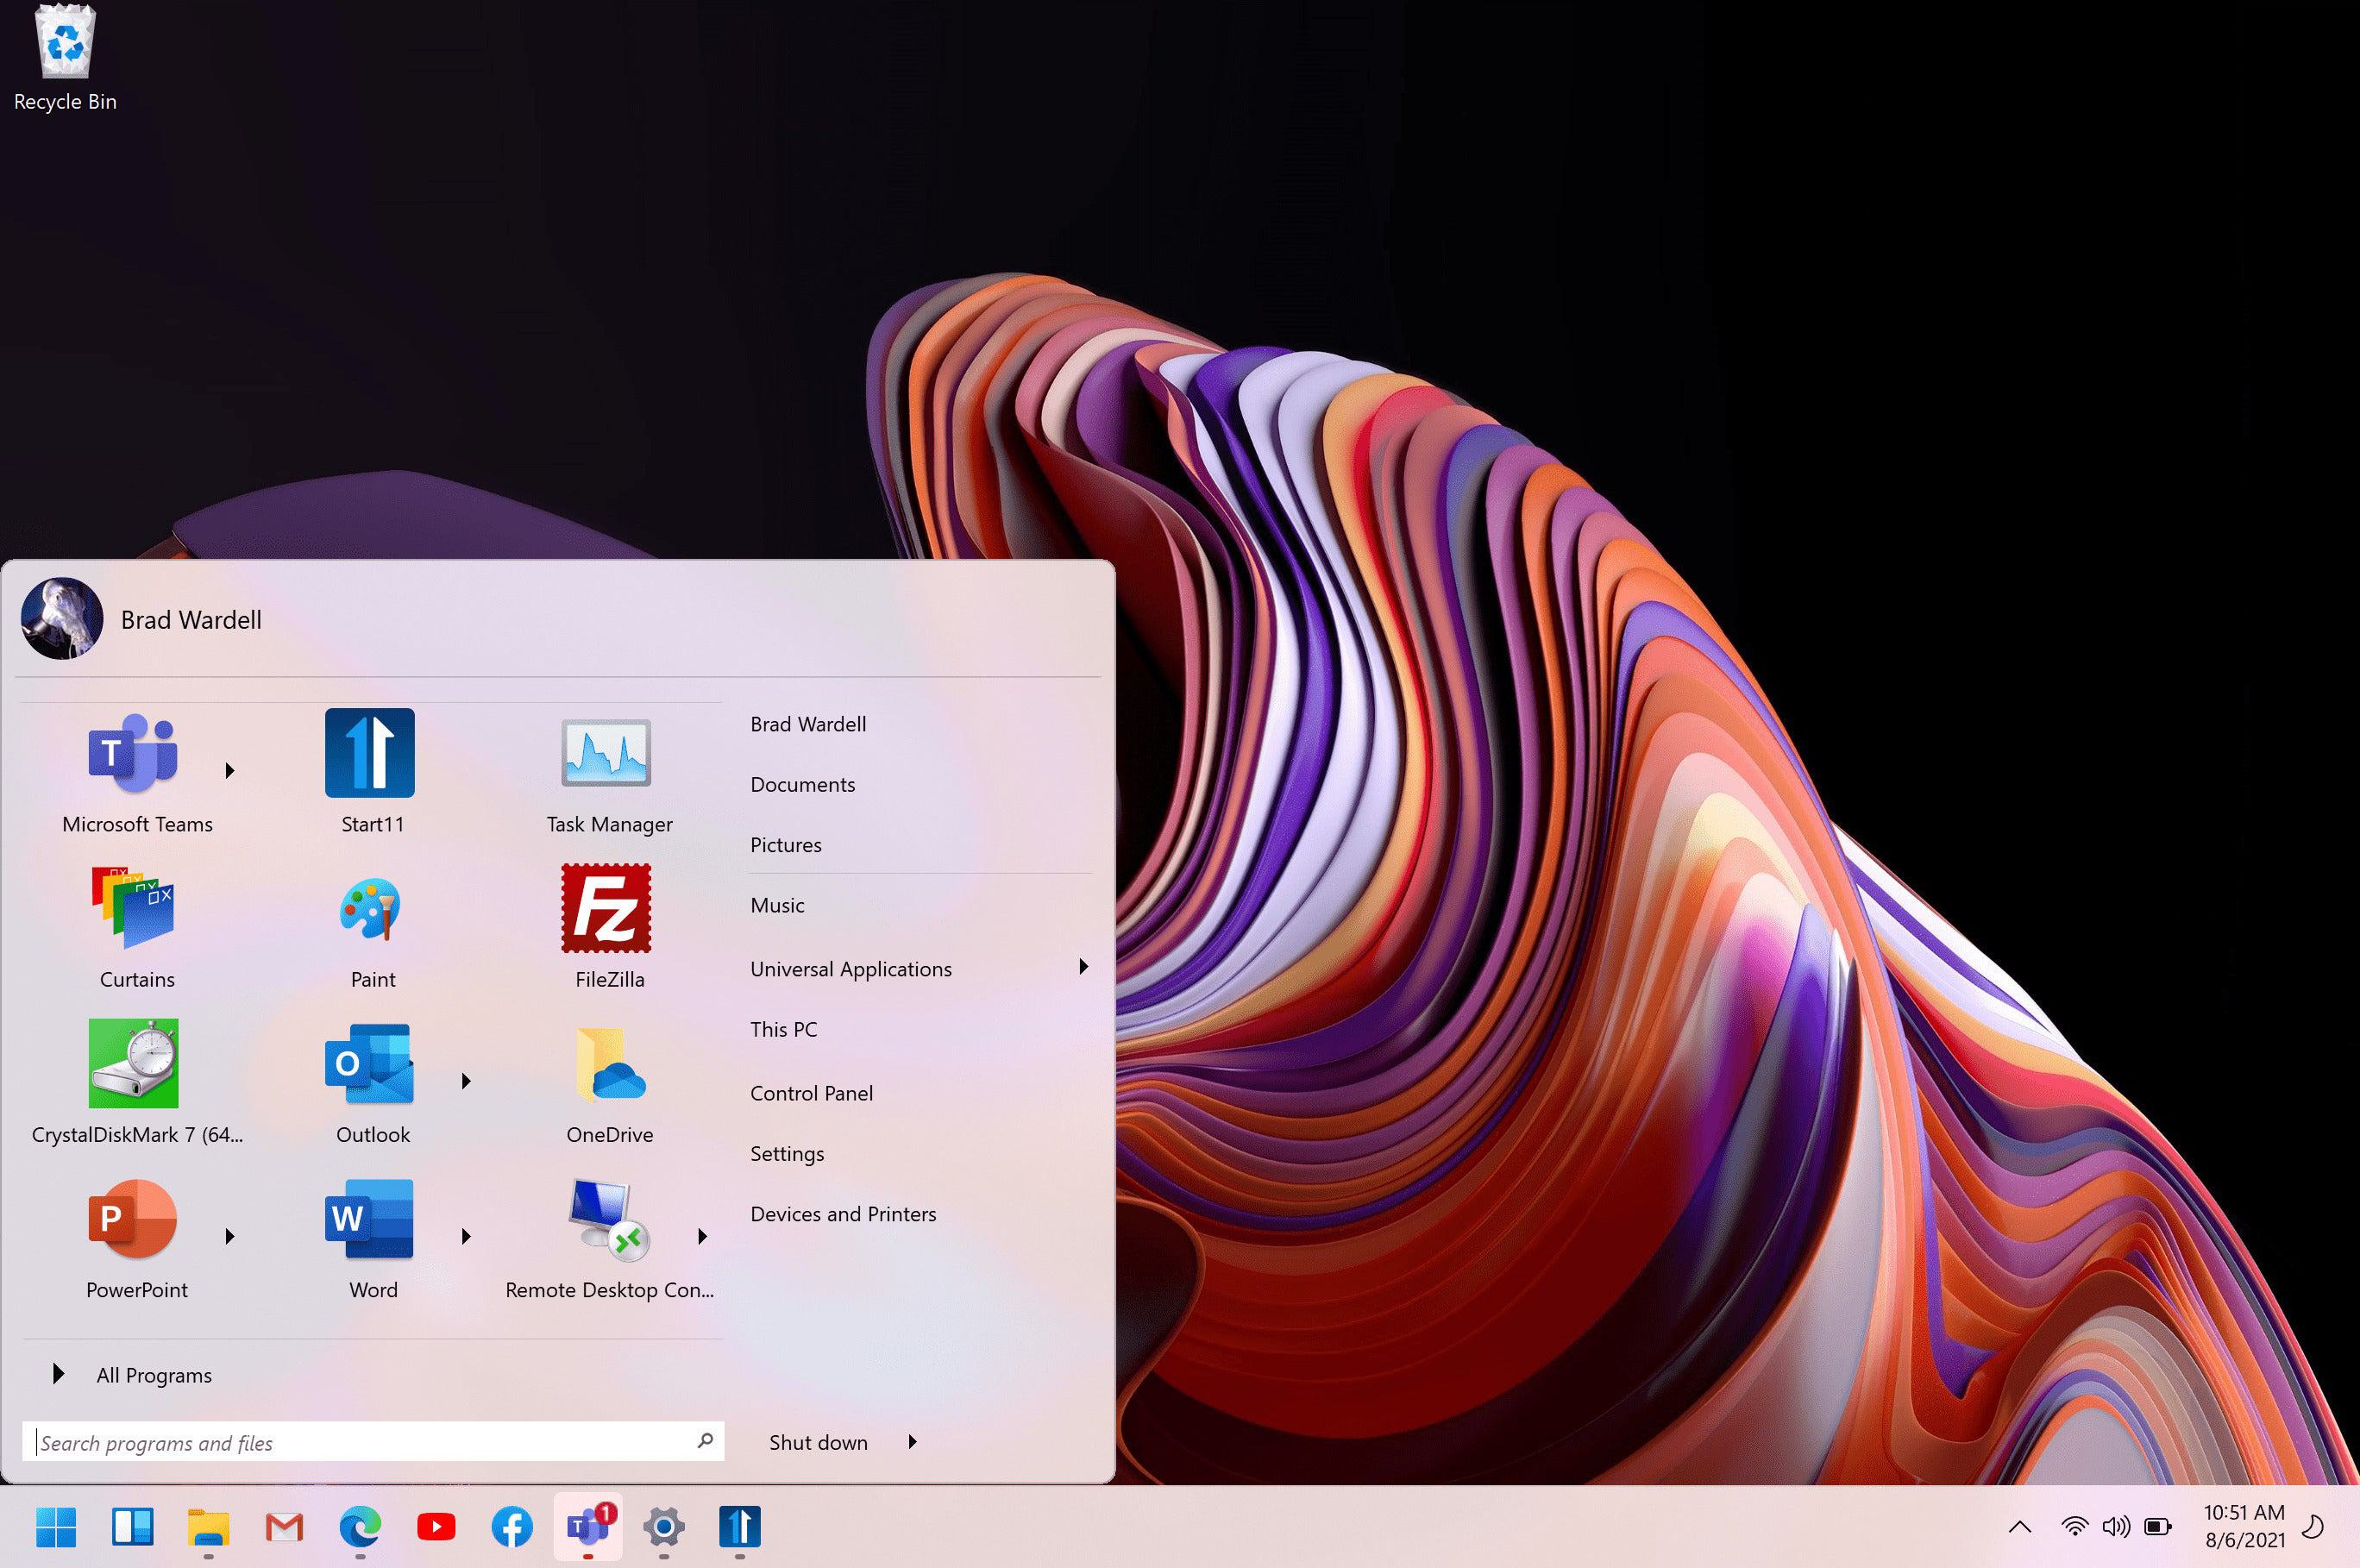 Recycle Bin
Brad Wardell
Microsoft Teams
Start11
Task Manager
Curtains
Paint
FileZilla
CrystalDiskMark 7 (64...
Outlook
OneDrive
PowerPoint
Word
Remote Desktop Con...
All Programs
Search programs and files
Brad Wardell
Documents
Pictures
Music
Universal Applications
This PC
Control Panel
Settings
Devices and Printers
Shut down
1
10:51 AM
8/6/2021